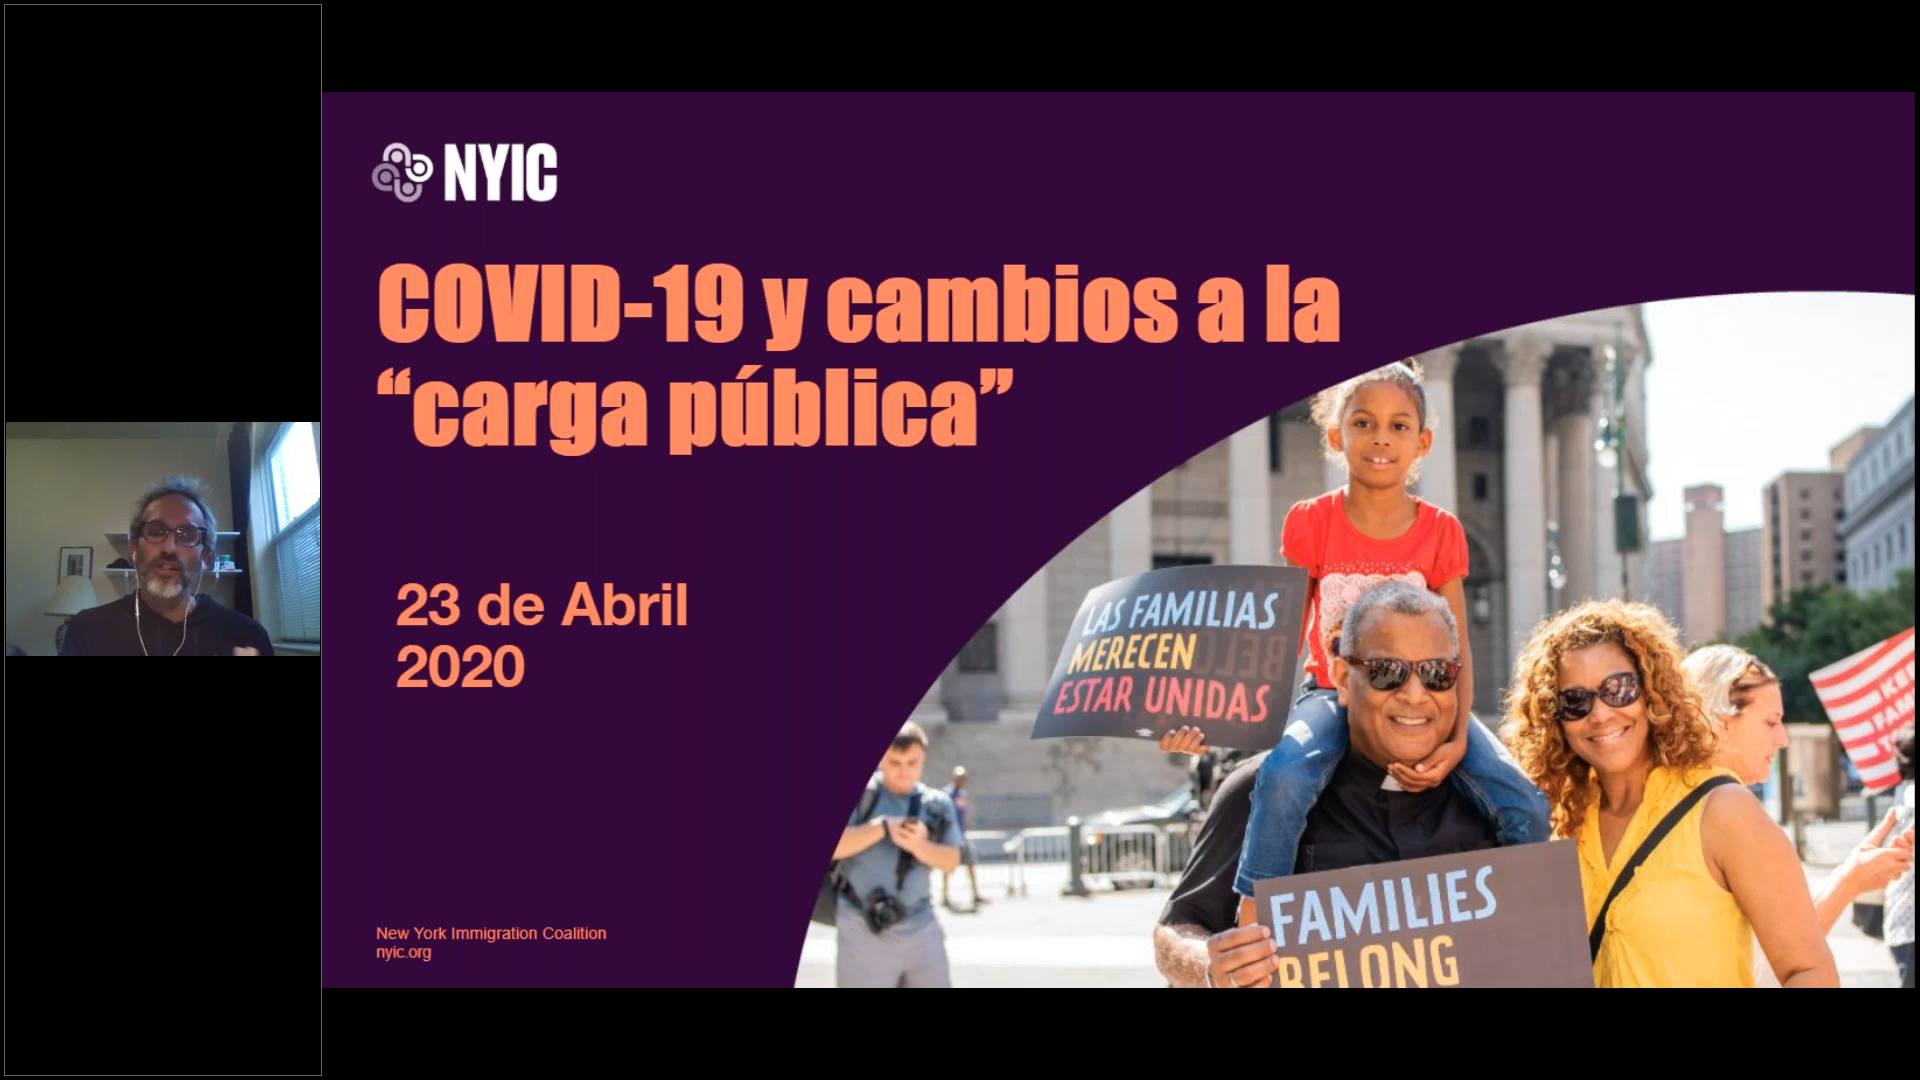 NYIC
COVID-19 y cambios a la
“carga pública”
23 de Abril
2020
LAS FAMILIAS
MERECEN
ESTAR UNIDAS
FAMILIES
BELONG
New York Immigration Coalition
nyic.org